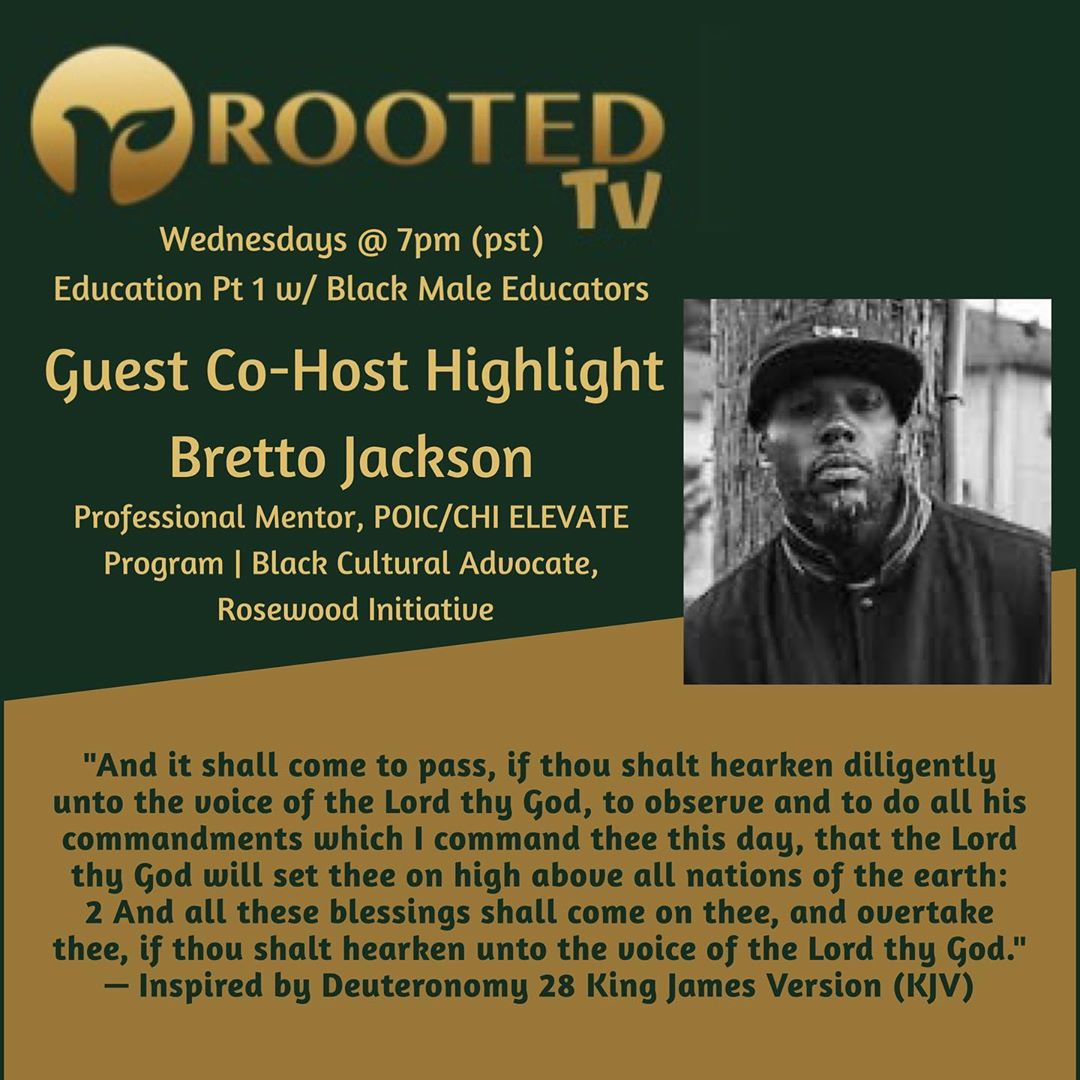 ROOTED
TV
Wednesdays @ 7pm (pst)
Education Pt 1 w/ Black Male Educators
Guest Co-Host Highlight
Bretto Jackson
Professional Mentor, POIC/CHI ELEVATE
Program | Black Cultural Advocate,
Rosewood Initiative
"And it shall come to pass, if thou shalt hearken diligently
unto the voice of the Lord thy God, to observe and to do all his
commandments which I command thee this day, that the Lord
thy God will set thee on high above all nations of the earth:
2 And all these blessings shall come on thee, and overtake
thee, if thou shalt hearken unto the voice of the Lord thy God."
— Inspired by Deuteronomy 28 King James Version (KJV)